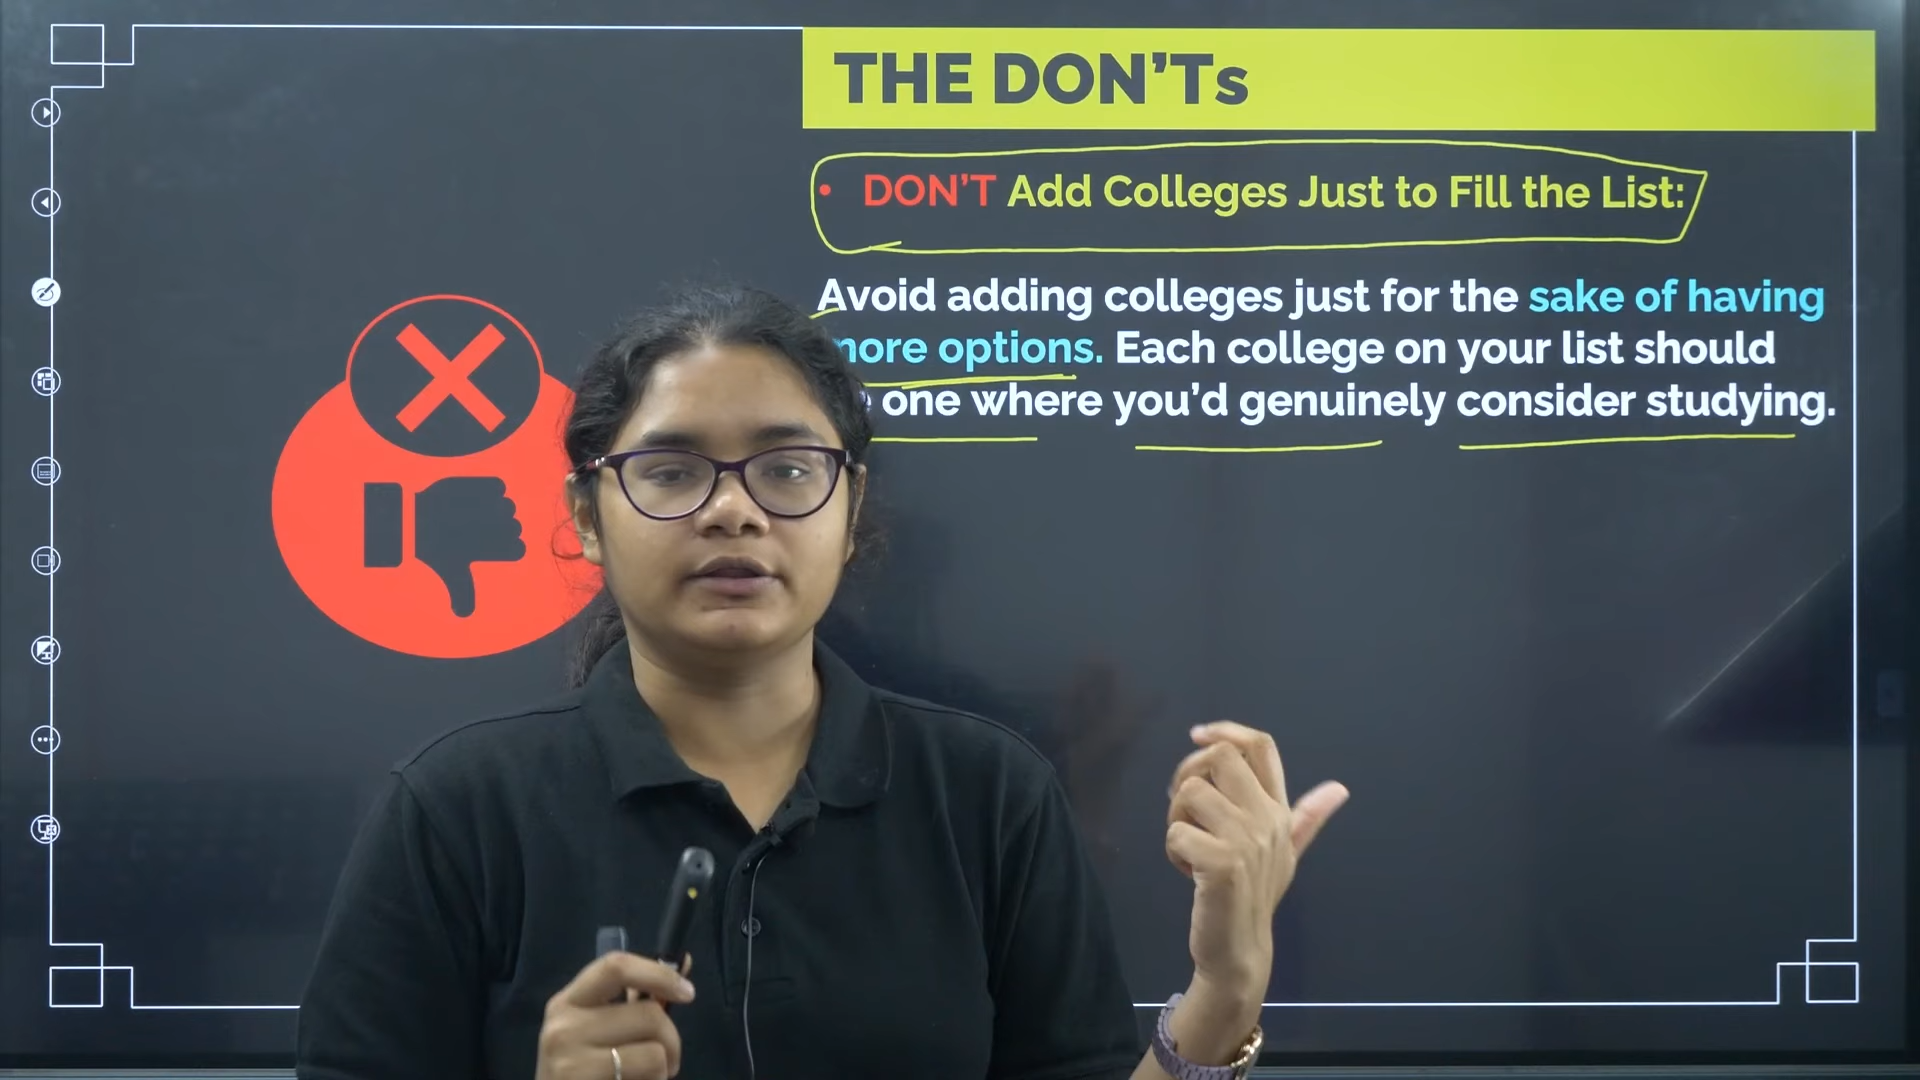 THE DON'Ts
• DON'T Add Colleges Just to Fill the List:
Avoid adding colleges just for the sake of having
more options. Each college on your list should
one where you'd genuinely consider studying.